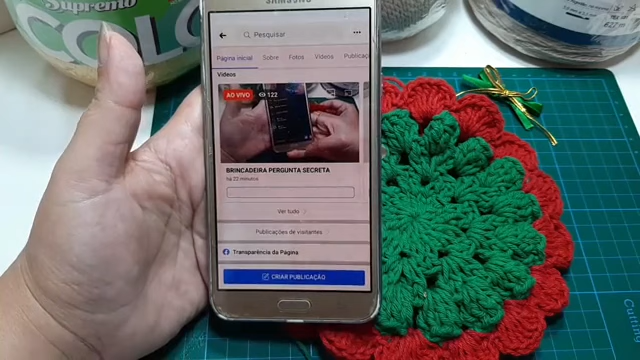 Supremo
COLO
SAMSUNG
Pesquisar
Página inicial Sobre Fotos Vídeos Publicaç
Vídeos
AO VIVO 122
BRINCADEIRA PERGUNTA SECRETA
há 22 minutos
Ver tudo
Publicações de visitantes
Transparência da Página
CRIAR PUBLICAÇÃO